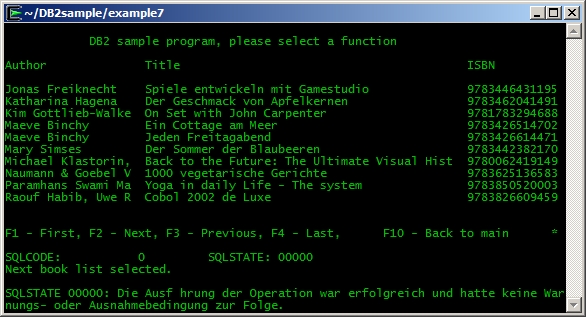 ~/DB2sample/example7
DB2 sample program, please select a function
Author Title ISBN
Jonas Freiknecht Spiele entwickeln mit Gamestudio 9783446431195
Katharina Hagena Der Geschmack von Apfelkernen 9783462041491
Kim Gottlieb-Walke On Set with John Carpenter 9781783294688
Maeve Binchy Ein Cottage am Meer 9783426514702
Maeve Binchy Jeden Freitagabend 9783426614471
Mary Simses Der Sommer der Blaubeeren 9783442382170
Michael Klastorin, Back to the Future: The Ultimate Visual Hist 9780062419149
Naumann & Goebel V 1000 vegetarische Gerichte 9783625136583
Paramhans Swami Ma Yoga in daily Life - The system 9783850520003
Raouf Habib, Uwe R Cobol 2002 de Luxe 9783826609459
F1 - First, F2 - Next, F3 - Previous, F4 - Last, F10 - Back to main *
SQLCODE: 0 SQLSTATE: 00000
Next book list selected.
SQLSTATE 00000: Die Ausf hrung der Operation war erfolgreich und hatte keine War
nungs- oder Ausnahmebedingung zur Folge.